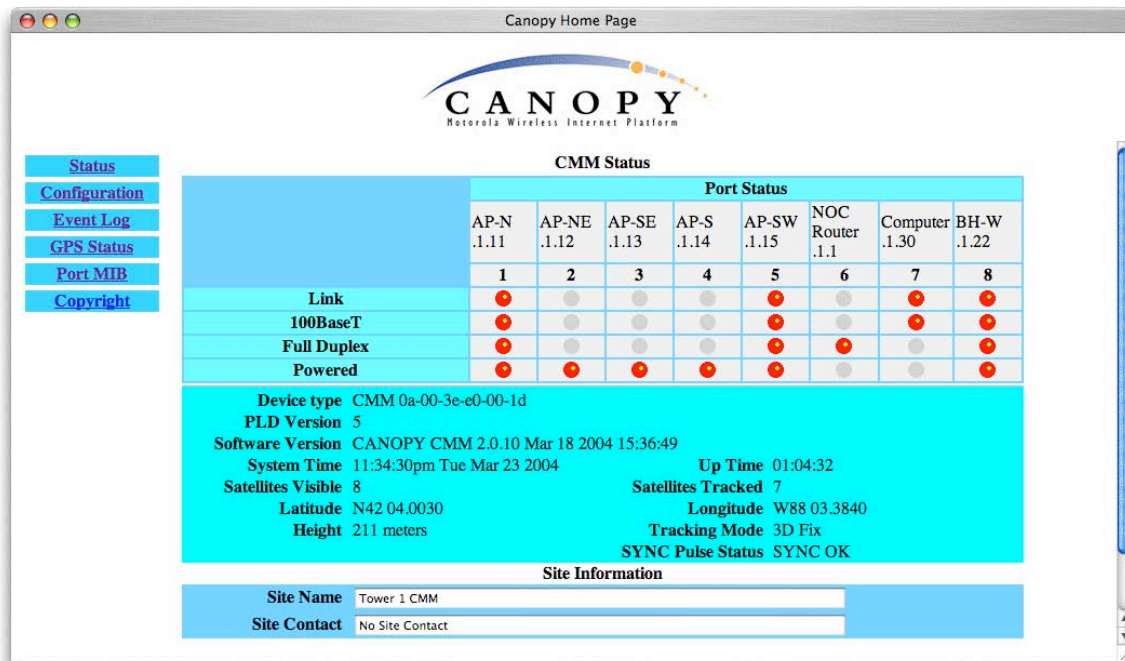 Canopy Home Page
CANOPY
Motorola Wireless Internet Platform
Status
Configuration
Event Log
GPS Status
Port MIB
Copyright
CMM Status
Port Status
AP-N .1.11
AP-NE .1.12
AP-SE .1.13
AP-S .1.14
AP-SW .1.15
NOC Router .1.1
Computer .1.30
BH-W .1.22
1 2 3 4 5 6 7 8
Link
100BaseT
Full Duplex
Powered
Device type CMM 0a-00-3e-e0-00-1d
PLD Version 5
Software Version CANOPY CMM 2.0.10 Mar 18 2004 15:36:49
System Time 11:34:30pm Tue Mar 23 2004 Up Time 01:04:32
Satellites Visible 8 Satellites Tracked 7
Latitude N42 04.0030 Longitude W88 03.3840
Height 211 meters Tracking Mode 3D Fix
SYNC Pulse Status SYNC OK
Site Information
Site Name Tower 1 CMM
Site Contact No Site Contact